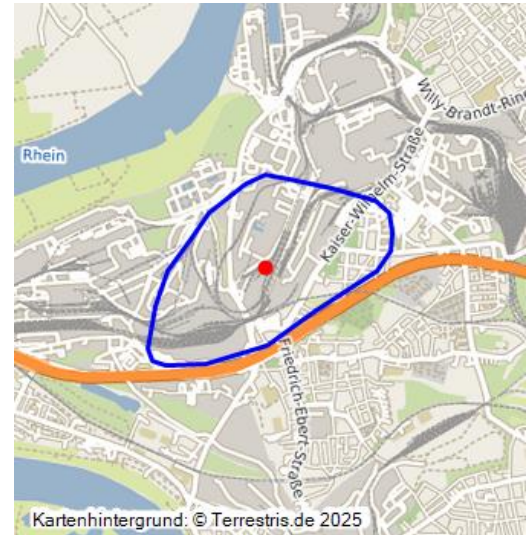 Willy-Brandt-Ring
Rhein
Kaiser-Wilhelm-Straße
Friedrich-Ebert-Straße
Kartenhintergrund: © Terrestris.de 2025